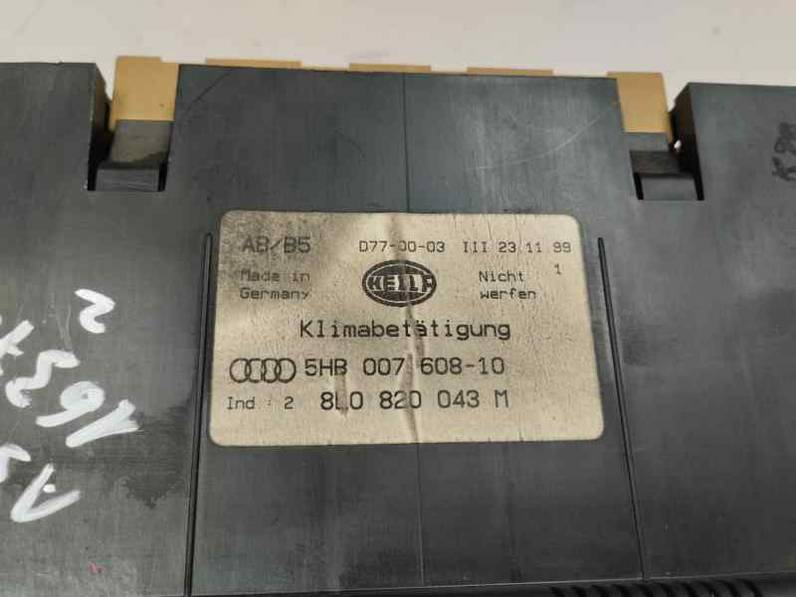 AB/B5 D77-00-03 III 23 11 99
Made in Germany
HELLA
Nicht werfen
1
Klimabetätigung
5HB 007 608-10
Ind : 2 8L0 820 043 M